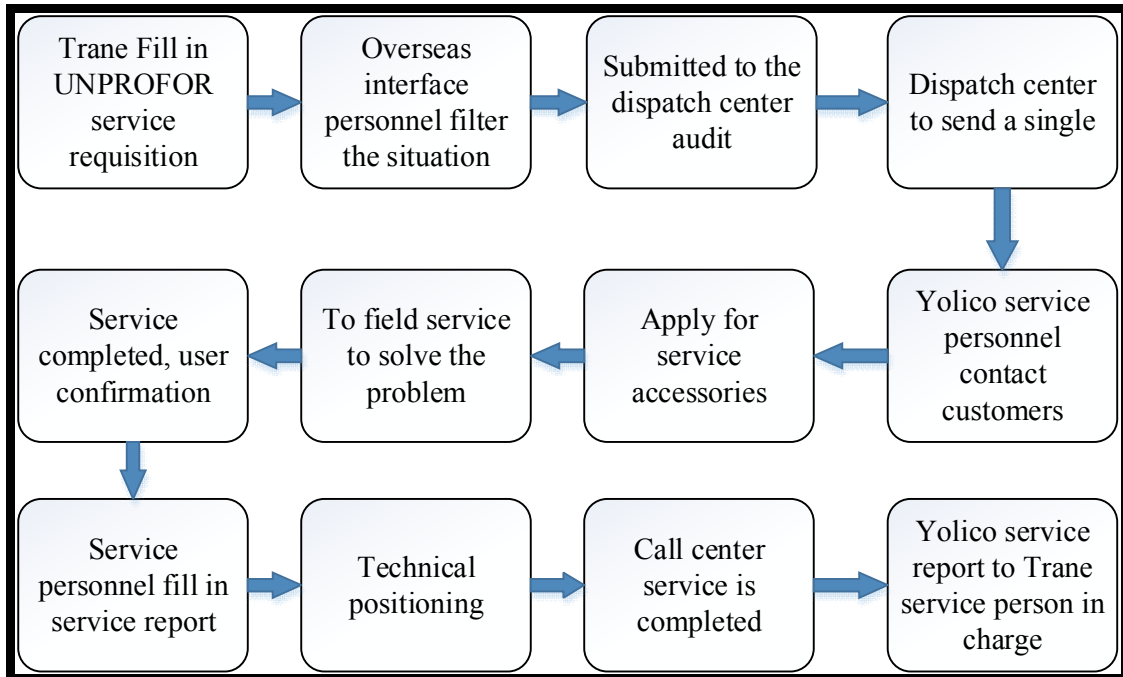 Trane Fill in
UNPROFOR
service
requisition
Overseas
interface
personnel filter
the situation
Submitted to the
dispatch center
audit
Dispatch center
to send a single
Yolico service
personnel
contact
customers
Apply for
service
accessories
To field service
to solve the
problem
Service
completed, user
confirmation
Service
personnel fill in
service report
Technical
positioning
Call center
service is
completed
Yolico service
report to Trane
service person in
charge